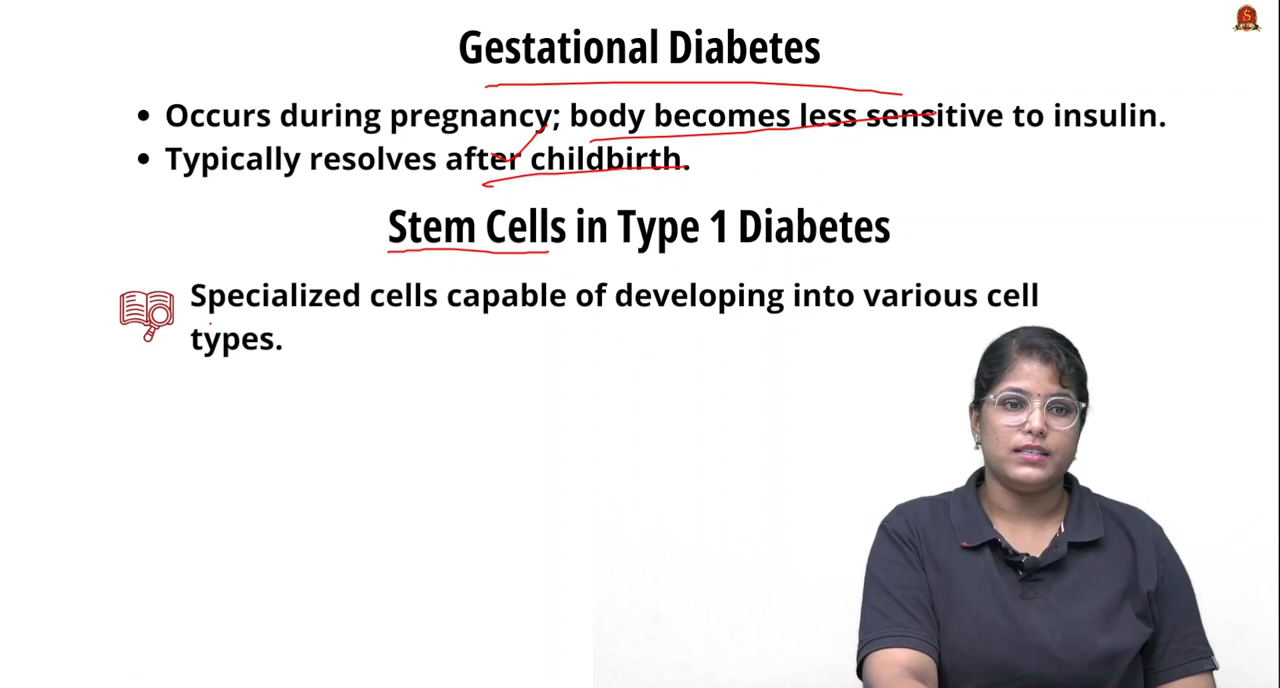 Gestational Diabetes
• Occurs during pregnancy; body becomes less sensitive to insulin.
• Typically resolves after childbirth.
Stem Cells in Type 1 Diabetes
Specialized cells capable of developing into various cell
types.